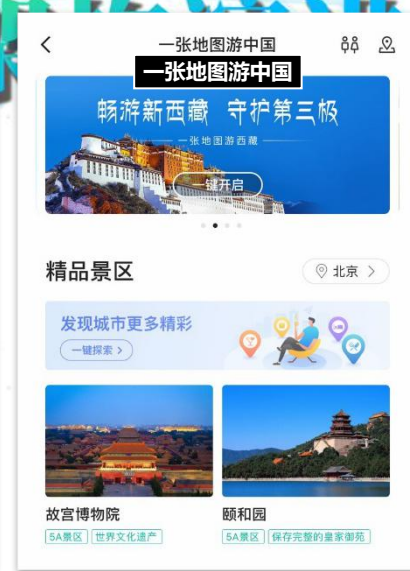 一张地图游中国
一张地图游中国
畅游新西藏 守护第三极
一张地图游西藏
一键开启
精品景区
北京
发现城市更多精彩
一键探索
故宫博物院
颐和园
5A景区 世界文化遗产
5A景区 保存完整的皇家御苑